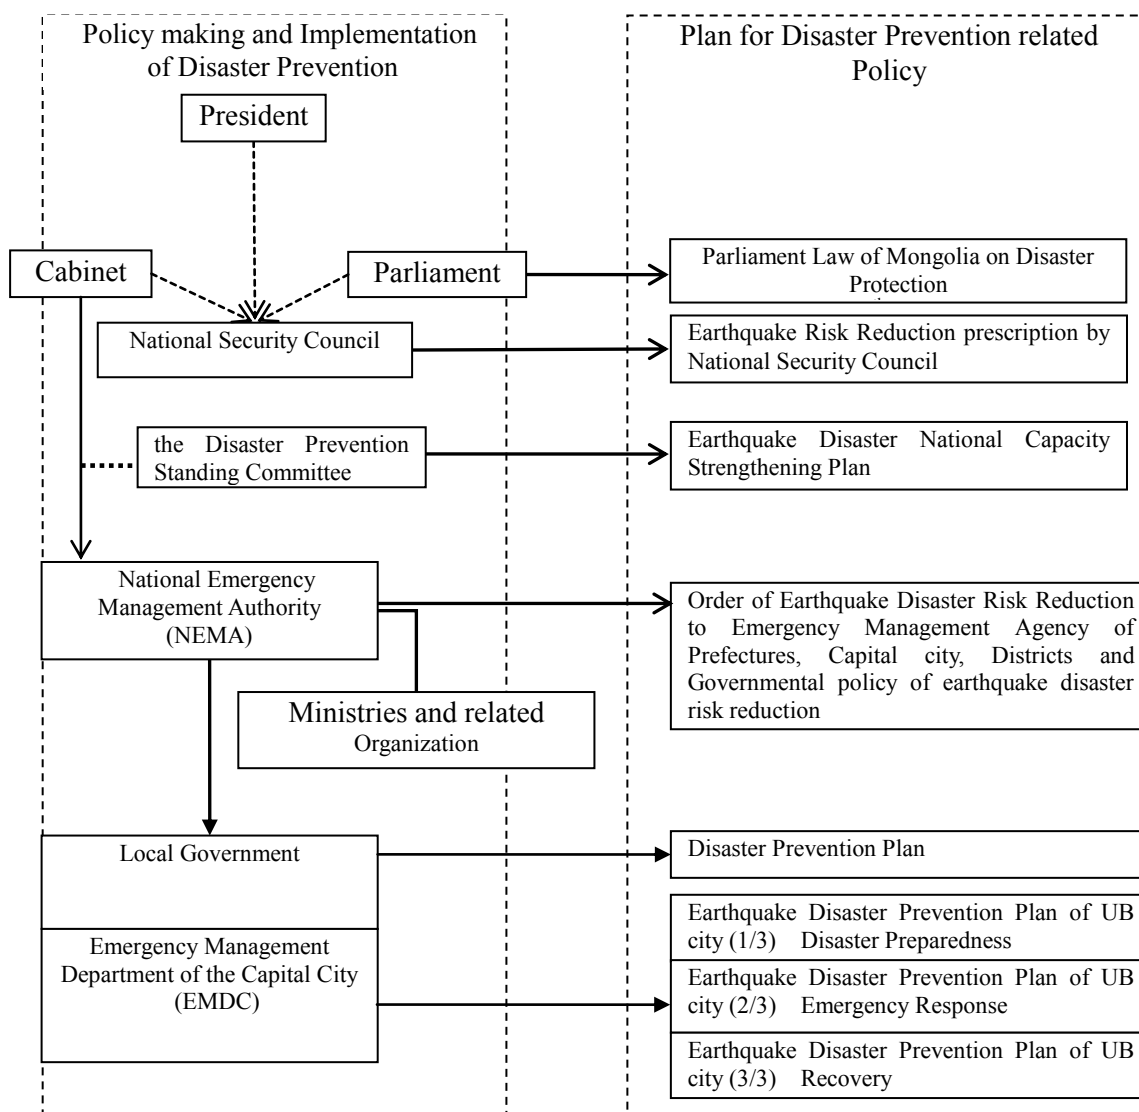 Policy making and Implementation
of Disaster Prevention
Plan for Disaster Prevention related
Policy
President
Cabinet
Parliament
Parliament Law of Mongolia on Disaster
Protection
National Security Council
Earthquake Risk Reduction prescription by
National Security Council
the Disaster Prevention
Standing Committee
Earthquake Disaster National Capacity
Strengthening Plan
National Emergency
Management Authority
(NEMA)
Order of Earthquake Disaster Risk Reduction
to Emergency Management Agency of
Prefectures, Capital city, Districts and
Governmental policy of earthquake disaster
risk reduction
Ministries and related
Organization
Local Government
Disaster Prevention Plan
Emergency Management
Department of the Capital City
(EMDC)
Earthquake Disaster Prevention Plan of UB
city (1/3) Disaster Preparedness
Earthquake Disaster Prevention Plan of UB
city (2/3) Emergency Response
Earthquake Disaster Prevention Plan of UB
city (3/3) Recovery